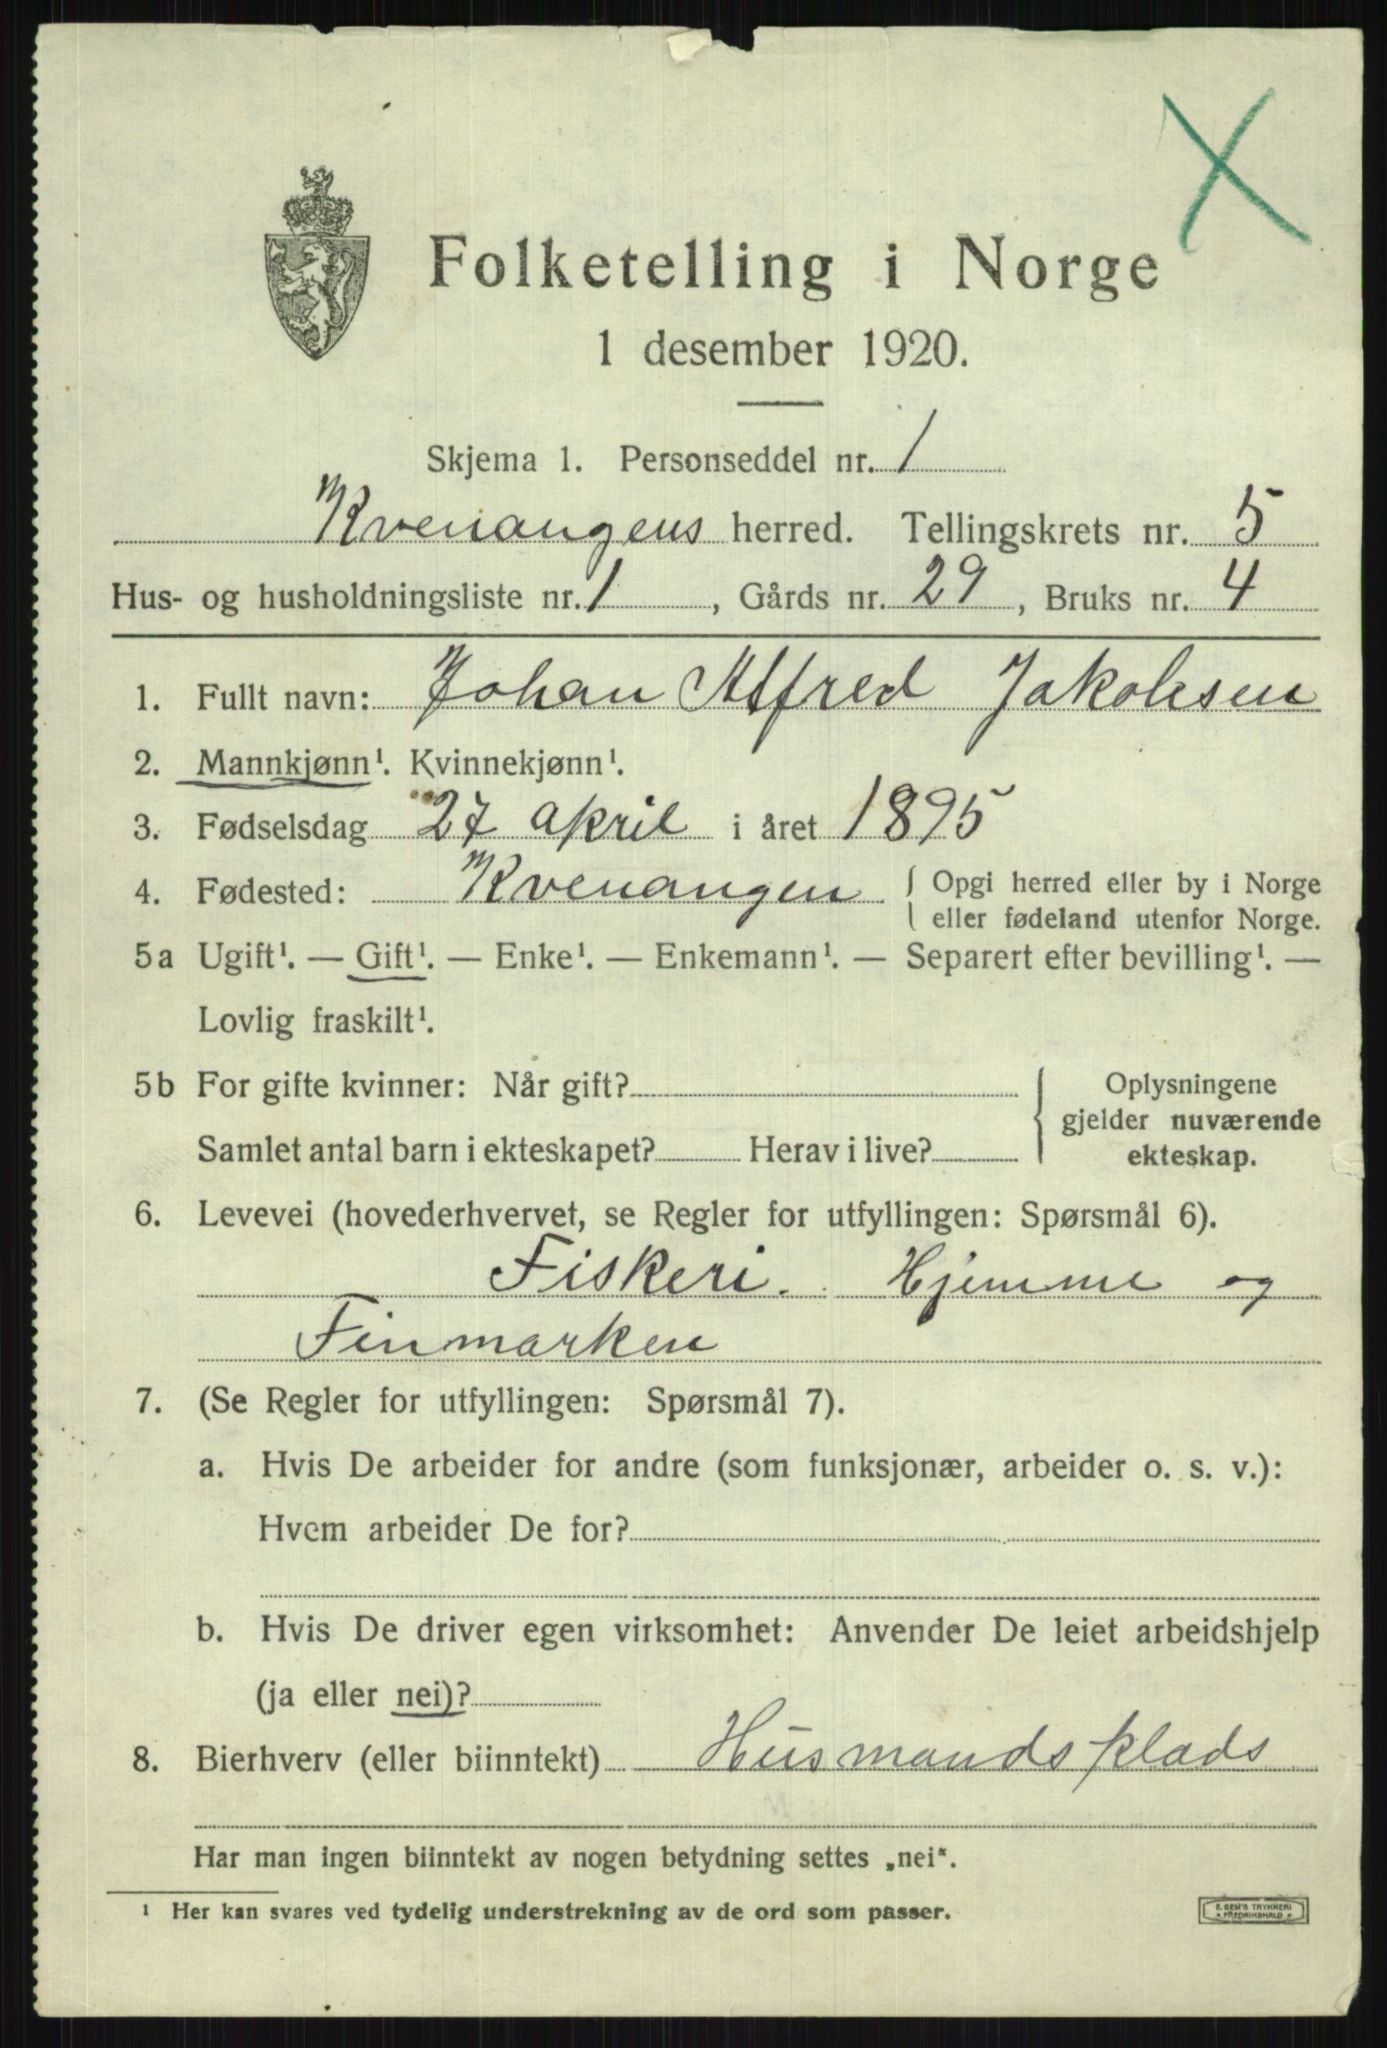 Folketelling i Norge
1 desember 1920.
Skjema 1. Personseddel nr. 1
Kvenangens herred. Tellingskrets nr. 5
Hus- og husholdningsliste nr. 1, Gårds nr. 29, Bruks nr. 4
1. Fullt navn: Johan Alfred Jakobsen
2. Mannkjønn¹. Kvinnekjønn¹.
3. Fødselsdag 27 april i året 1895
4. Fødested: Kvenangen { Opgi herred eller by i Norge
eller fødeland utenfor Norge.
5a Ugift¹. — Gift¹. — Enke¹. — Enkemann¹. — Separert efter bevilling¹. —
Lovlig fraskilt¹.
5b For gifte kvinner: Når gift? { Oplysningene
gjelder nuværende
Samlet antal barn i ekteskapet? Herav i live? ekteskap.
6. Levevei (hovederhvervet, se Regler for utfyllingen: Spørsmål 6).
Fiskeri. Hjemme og
Finmarken
7. (Se Regler for utfyllingen: Spørsmål 7).
a. Hvis De arbeider for andre (som funksjonær, arbeider o. s. v.):
Hvem arbeider De for?
b. Hvis De driver egen virksomhet: Anvender De leiet arbeidshjelp
(ja eller nei)?
8. Bierhverv (eller biinntekt) Husmandsplads
Har man ingen biinntekt av nogen betydning settes „nei“.
¹ Her kan svares ved tydelig understrekning av de ord som passer.
E. SEM'S TRYKKERI
FREDRIKSHALD